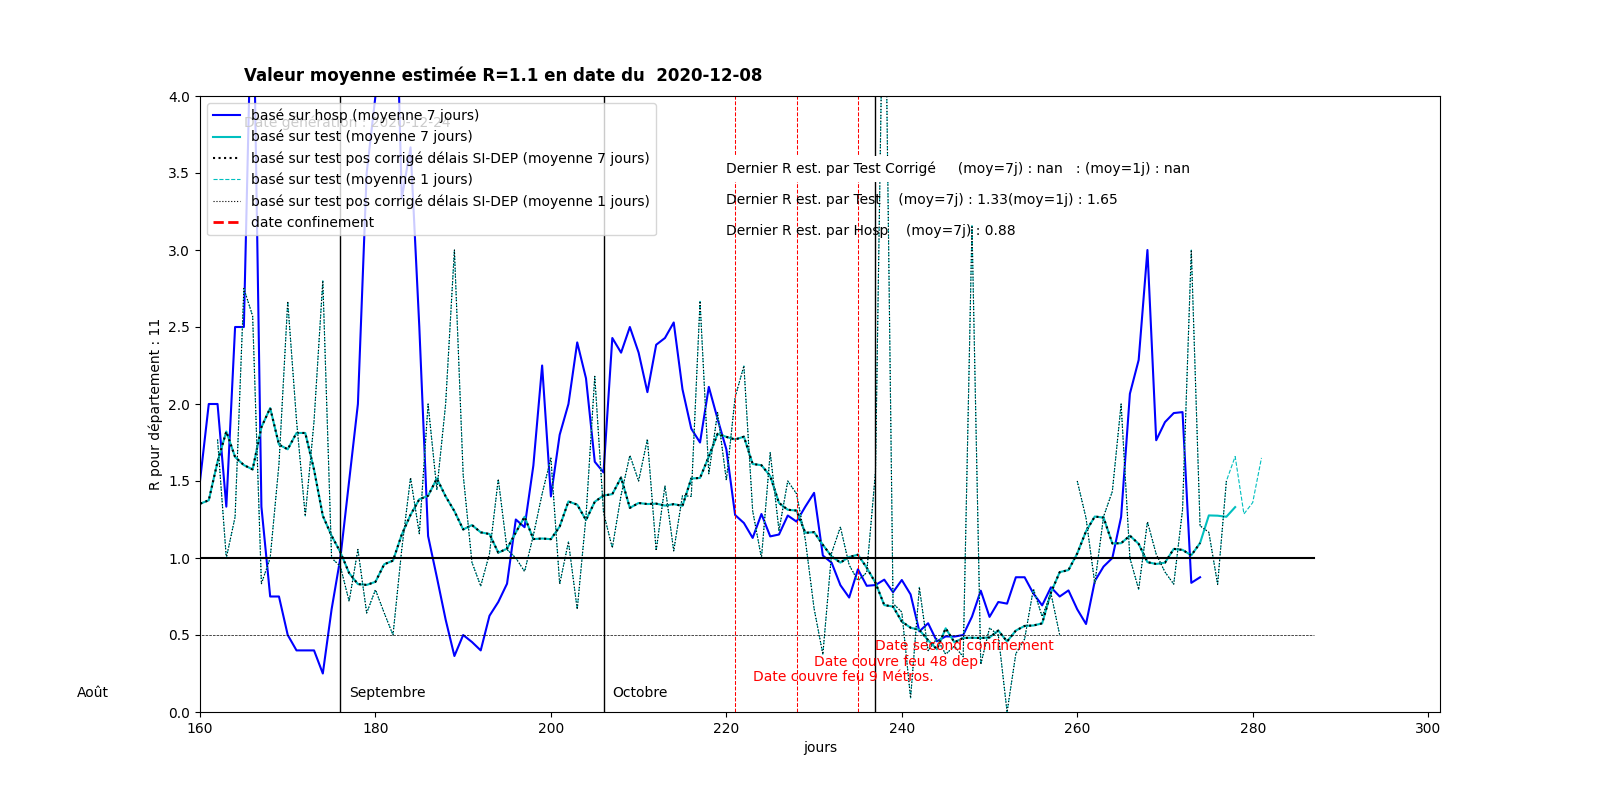 Valeur moyenne estimée R=1.1 en date du  2020-12-08
basé sur hosp (moyenne 7 jours)
Date génération : 2020-12-24
basé sur test (moyenne 7 jours)
basé sur test pos corrigé délais SI-DEP (moyenne 7 jours)
basé sur test (moyenne 1 jours)
basé sur test pos corrigé délais SI-DEP (moyenne 1 jours)
date confinement
Dernier R est. par Test Corrigé     (moy=7j) : nan   : (moy=1j) : nan
Dernier R est. par Test    (moy=7j) : 1.33(moy=1j) : 1.65
Dernier R est. par Hosp    (moy=7j) : 0.88
4.0
3.5
3.0
2.5
2.0
1.5
1.0
0.5
0.0
R pour département : 11
Date second confinement
Date couvre feu 48 dep
Date couvre feu 9 Métros.
Août
Septembre
Octobre
160 180 200 220 240 260 280 300
jours